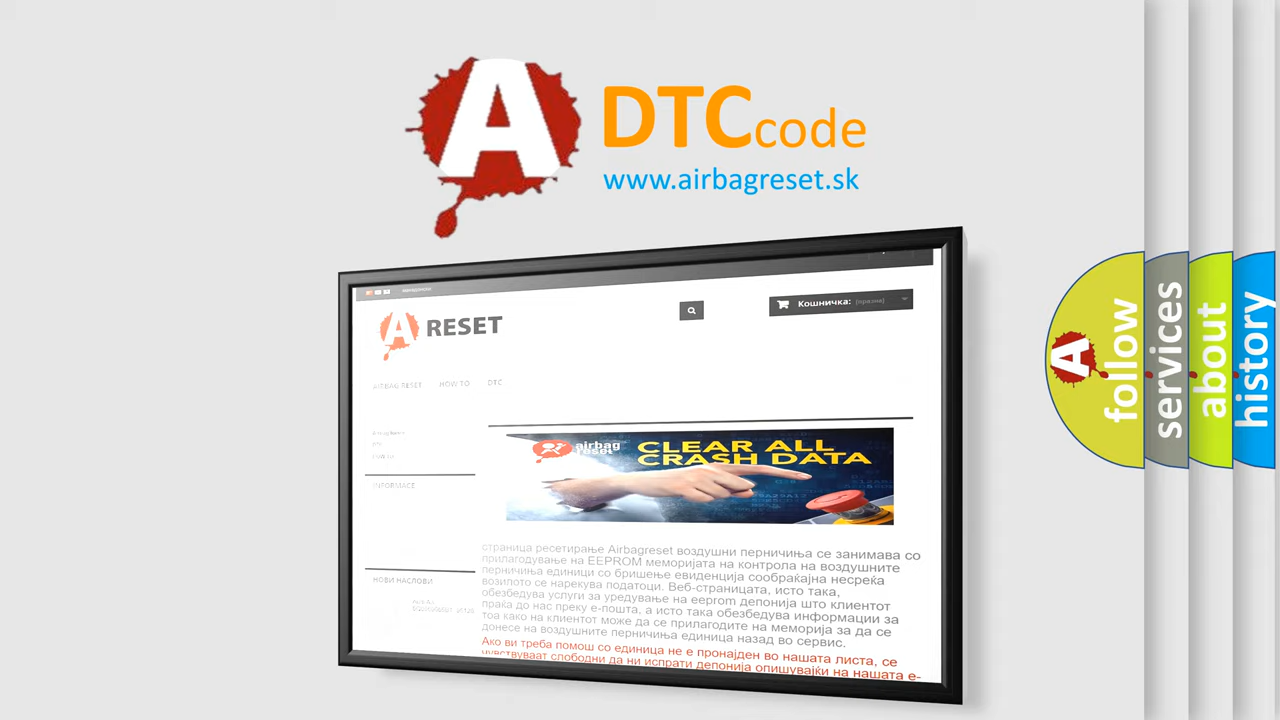 A
DTCcode
www.airbagreset.sk
Кошничка: (празно)
A RESET
AIRBAG RESET HOW TO DTC
airbag reset
CLEAR ALL
CRASH DATA
INFORMACE
НОВИ НАСЛОВИ
страница ресетирање Airbagreset воздушни перничиња се занимава со
прилагодување на EEPROM меморијата на контрола на воздушните
перничиња единици со бришење евиденција сообраќајна несреќа
возилото се нарекува податоци. Веб-страницата, исто така,
обезбедува услуги за уредување на eeprom депонија што клиентот
праќа до нас преку е-пошта, а исто така обезбедува информации за
тоа како на клиентот може да се прилагодите на меморија за да се
донесе на воздушните перничиња единица назад во сервис.
Ако ви треба помош со единица не е пронајден во нашата листа, се
чувствуваат слободни да ни испрати депонија опишувајќи на нашата е-
A follow
services
about
history